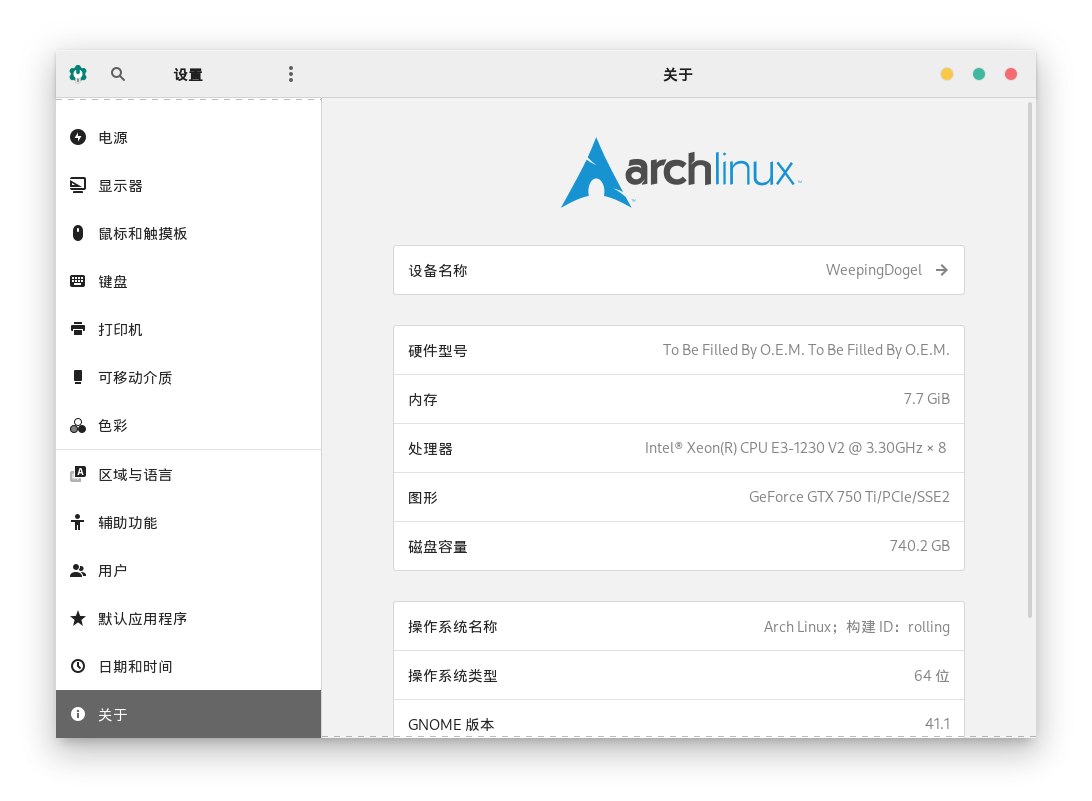 设置
关于
电源
显示器
鼠标和触摸板
键盘
打印机
可移动介质
色彩
区域与语言
辅助功能
用户
默认应用程序
日期和时间
关于
archlinux™
设备名称 WeepingDogel
硬件型号 To Be Filled By O.E.M. To Be Filled By O.E.M.
内存 7.7 GiB
处理器 Intel® Xeon(R) CPU E3-1230 V2 @ 3.30GHz × 8
图形 GeForce GTX 750 Ti/PCIe/SSE2
磁盘容量 740.2 GB
操作系统名称 Arch Linux；构建 ID：rolling
操作系统类型 64 位
GNOME 版本 41.1